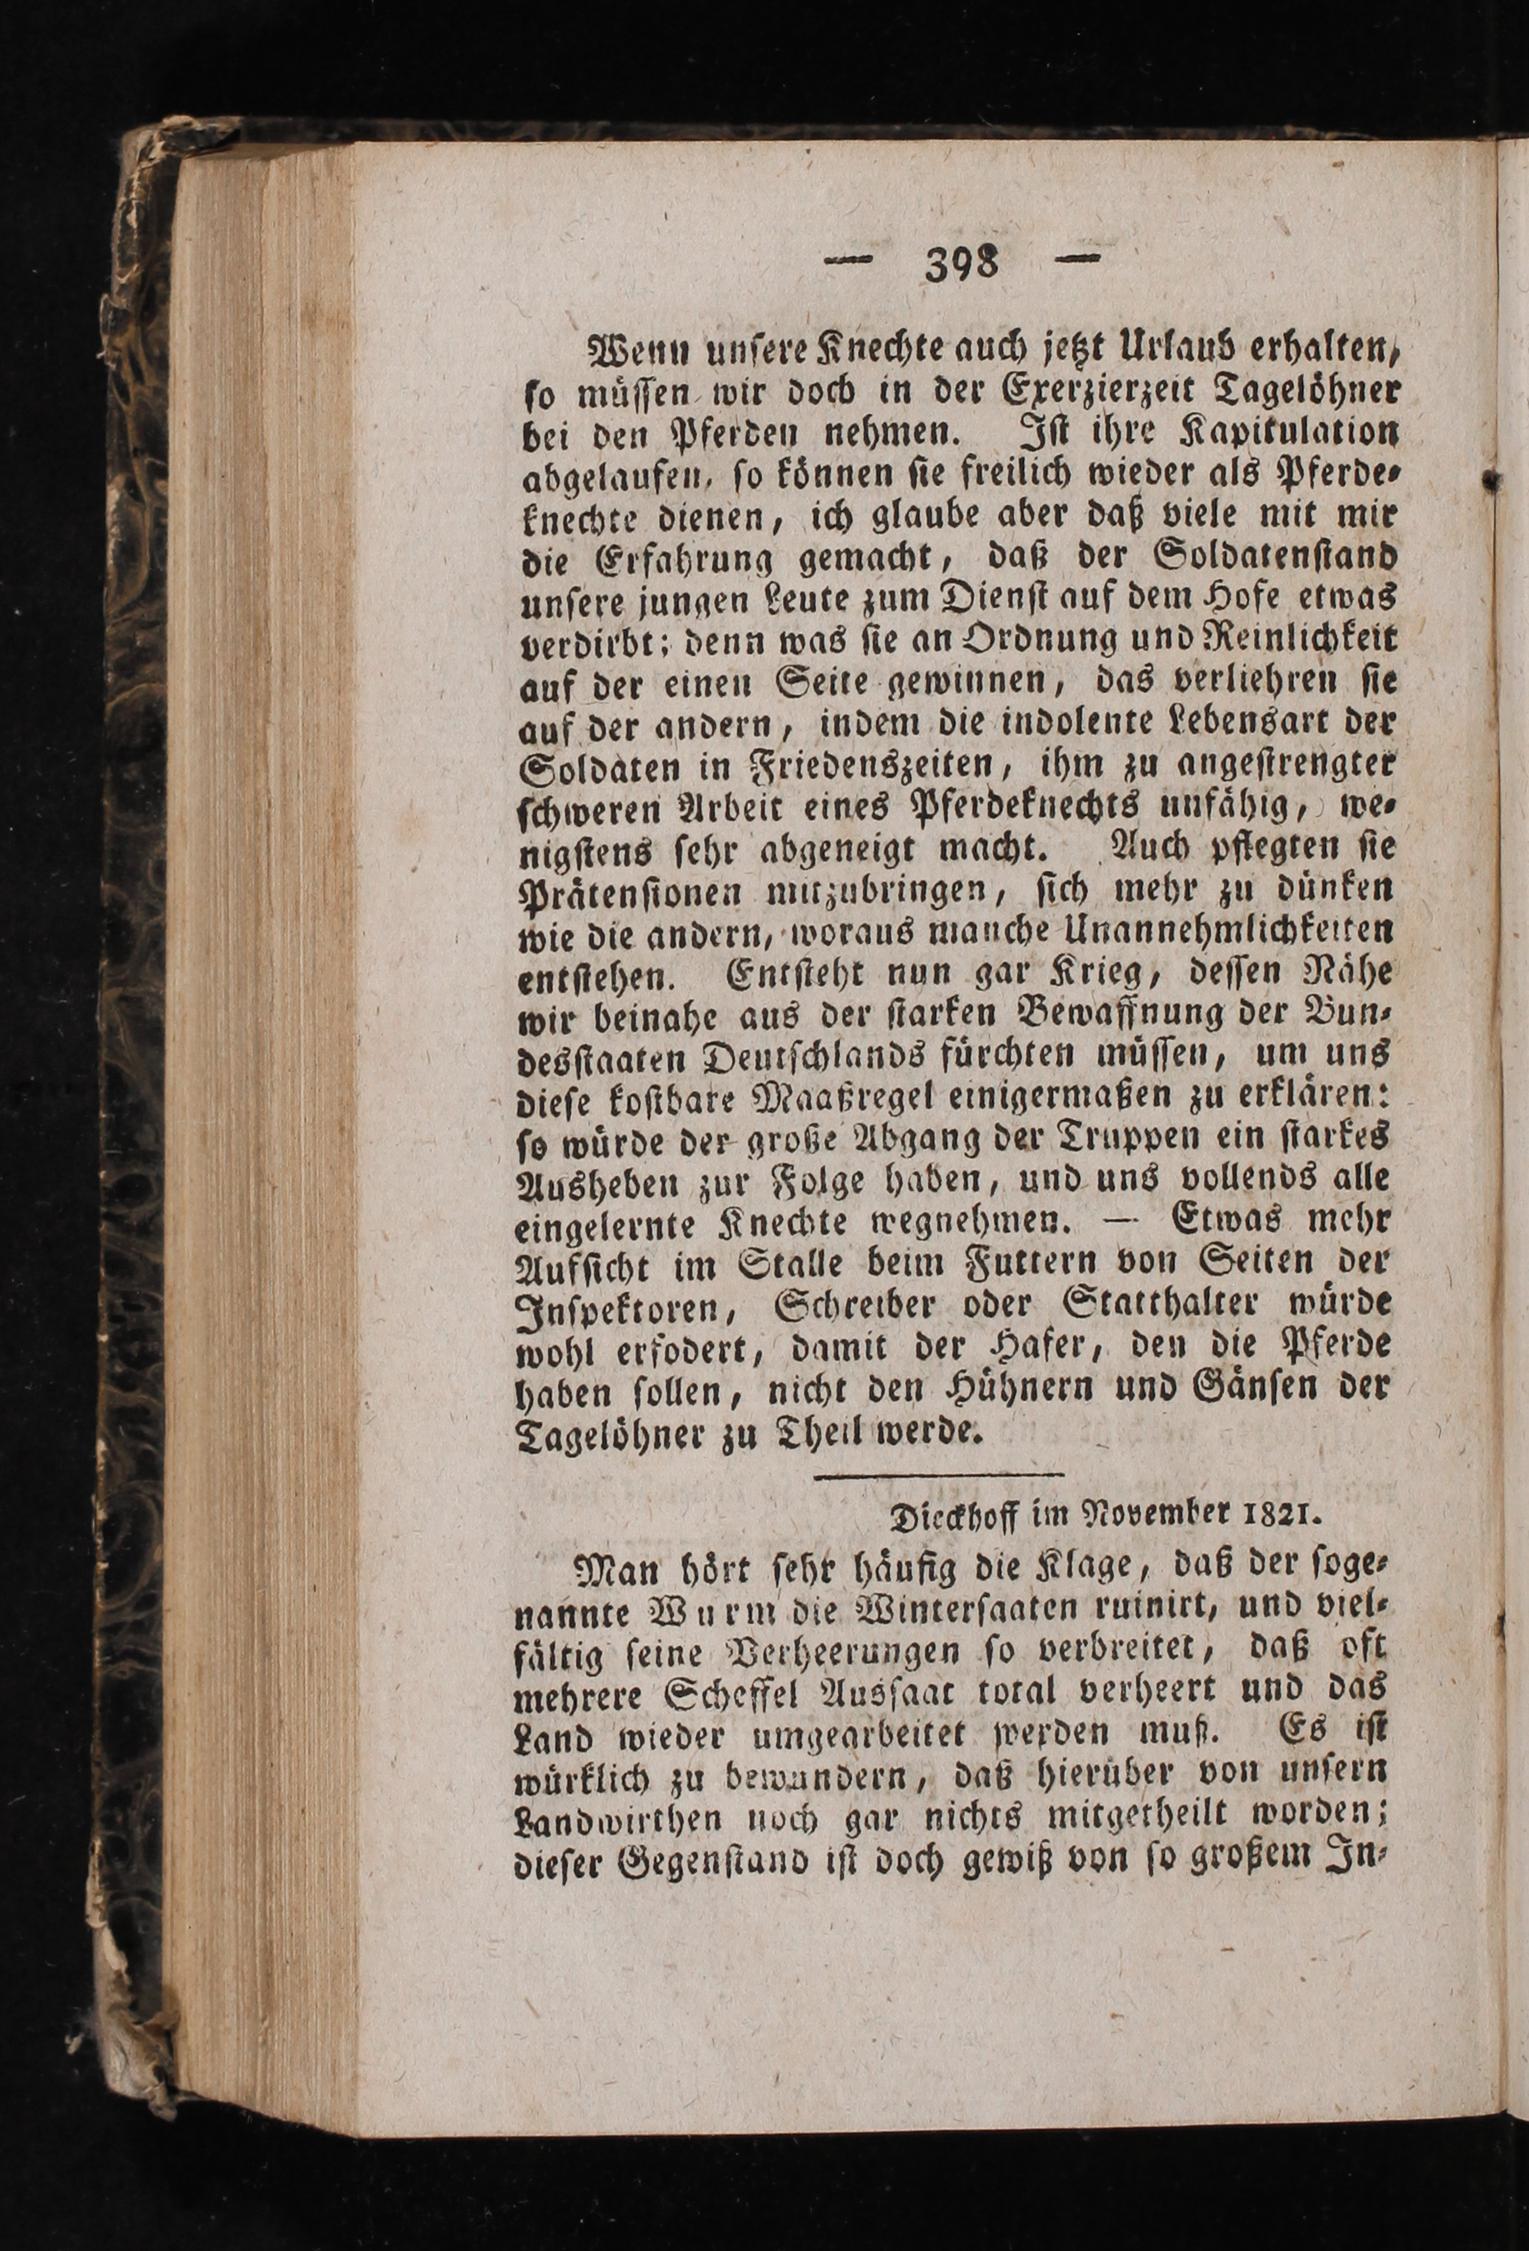 — 398 —
Wenn unsere Knechte auch jetzt Urlaub erhalten,
so müssen wir doch in der Exerzierzeit Tagelöhner
bei den Pferden nehmen. Ist ihre Kapitulation
abgelaufen, so können sie freilich wieder als Pferde-
knechte dienen, ich glaube aber daß viele mit mir
die Erfahrung gemacht, daß der Soldatenstand
unsere jungen Leute zum Dienst auf dem Hofe etwas
verdirbt; denn was sie an Ordnung und Reinlichkeit
auf der einen Seite gewinnen, das verliehren sie
auf der andern, indem die indolente Lebensart der
Soldaten in Friedenszeiten, ihm zu angestrengter
schweren Arbeit eines Pferdeknechts unfähig, we-
nigstens sehr abgeneigt macht. Auch pflegten sie
Prätensionen mitzubringen, sich mehr zu dünken
wie die andern, woraus manche Unannehmlichkeiten
entstehen. Entsteht nun gar Krieg, dessen Nähe
wir beinahe aus der starken Bewaffnung der Bun-
desstaaten Deutschlands fürchten müssen, um uns
diese kostbare Maaßregel einigermaßen zu erklären:
so würde der große Abgang der Truppen ein starkes
Ausheben zur Folge haben, und uns vollends alle
eingelernte Knechte wegnehmen. — Etwas mehr
Aufsicht im Stalle beim Futtern von Seiten der
Inspektoren, Schreiber oder Statthalter würde
wohl erfodert, damit der Hafer, den die Pferde
haben sollen, nicht den Hühnern und Gänsen der
Tagelöhner zu Theil werde.
Dieckhoff im November 1821.
Man hört sehr häufig die Klage, daß der soge-
nannte Wurm die Wintersaaten ruinirt, und viel-
fältig seine Verheerungen so verbreitet, daß oft
mehrere Scheffel Aussaat total verheert und das
Land wieder umgearbeitet werden muß. Es ist
würklich zu bewundern, daß hierüber von unsern
Landwirthen noch gar nichts mitgetheilt worden;
dieser Gegenstand ist doch gewiß von so großem In-